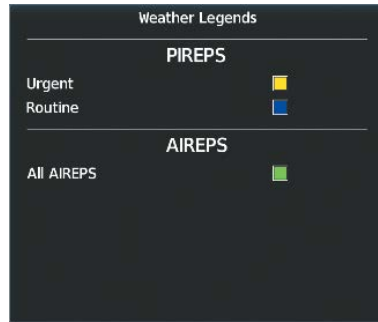 Weather Legends
PIREPS
Urgent
Routine
AIREPS
All AIREPS